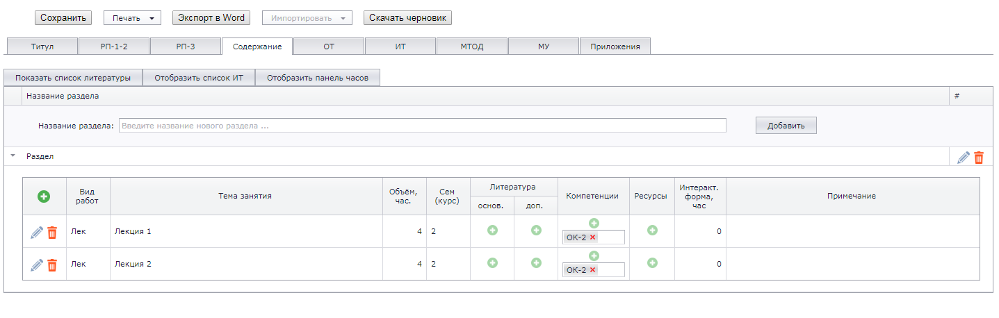 Сохранить Печать Экспорт в Word Импортировать Скачать черновик
Титул РП-1-2 РП-3 Содержание ОТ ИТ МТОД МУ Приложения
Показать список литературы Отобразить список ИТ Отобразить панель часов
Название раздела #
Название раздела: Введите название нового раздела ... Добавить
Раздел
Вид работ Тема занятия Объём, час. Сем (курс) Литература основ. доп. Компетенции Ресурсы Интеракт. форма, час Примечание
Лек Лекция 1 4 2 ОК-2 0
Лек Лекция 2 4 2 ОК-2 0